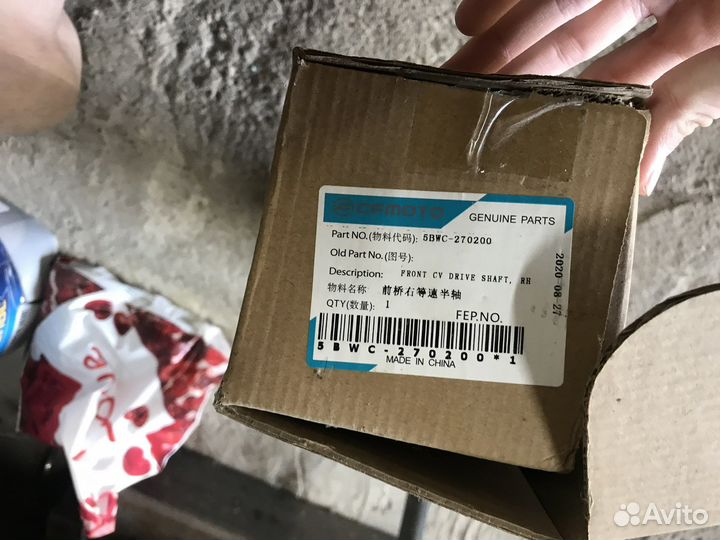 CFMOTO
GENUINE PARTS
Part NO.(物料代码): 5BWC-270200
Old Part No.(图号):
Description: FRONT CV DRIVE SHAFT, RH
物料名称 前桥右等速半轴
QTY(数量): 1
FEP.NO.
5BWC-270200*1
MADE IN CHINA
2020-08-27
Avito